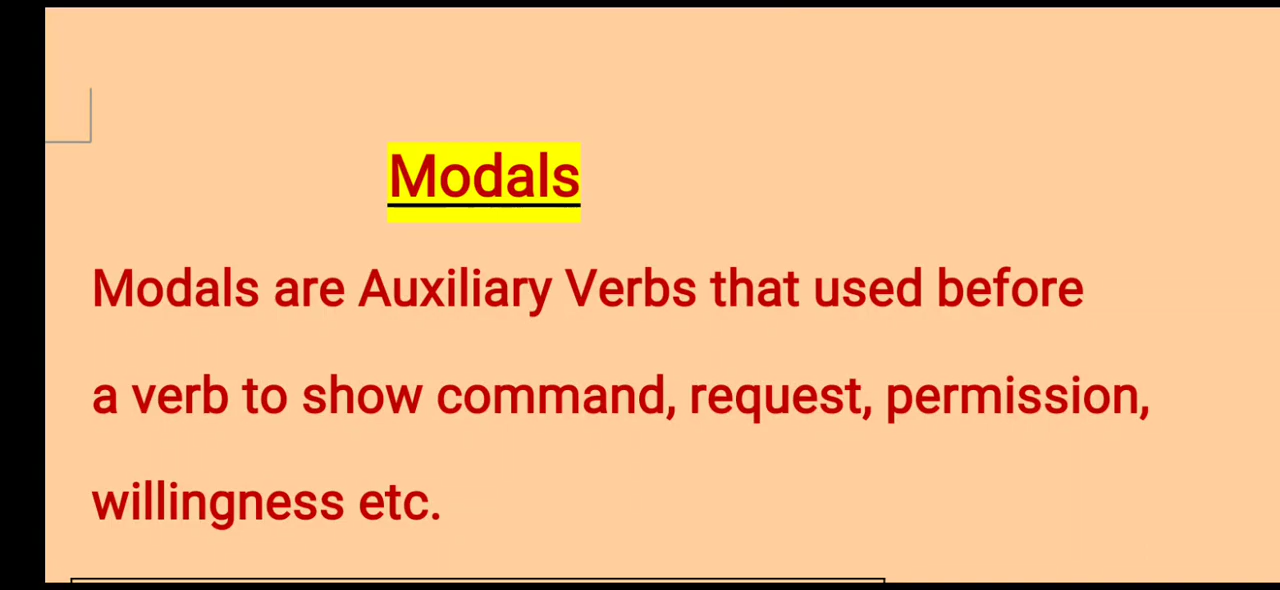 Modals
Modals are Auxiliary Verbs that used before
a verb to show command, request, permission,
willingness etc.